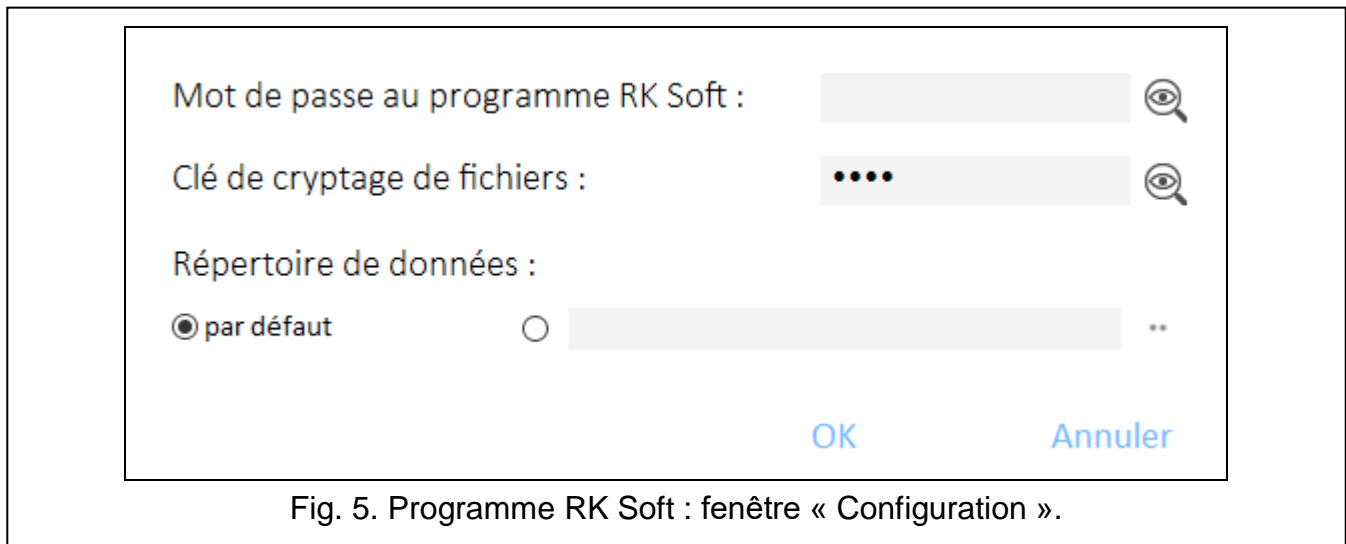 Mot de passe au programme RK Soft :
Clé de cryptage de fichiers : ••••
Répertoire de données :
par défaut ••
OK Annuler
Fig. 5. Programme RK Soft : fenêtre « Configuration ».